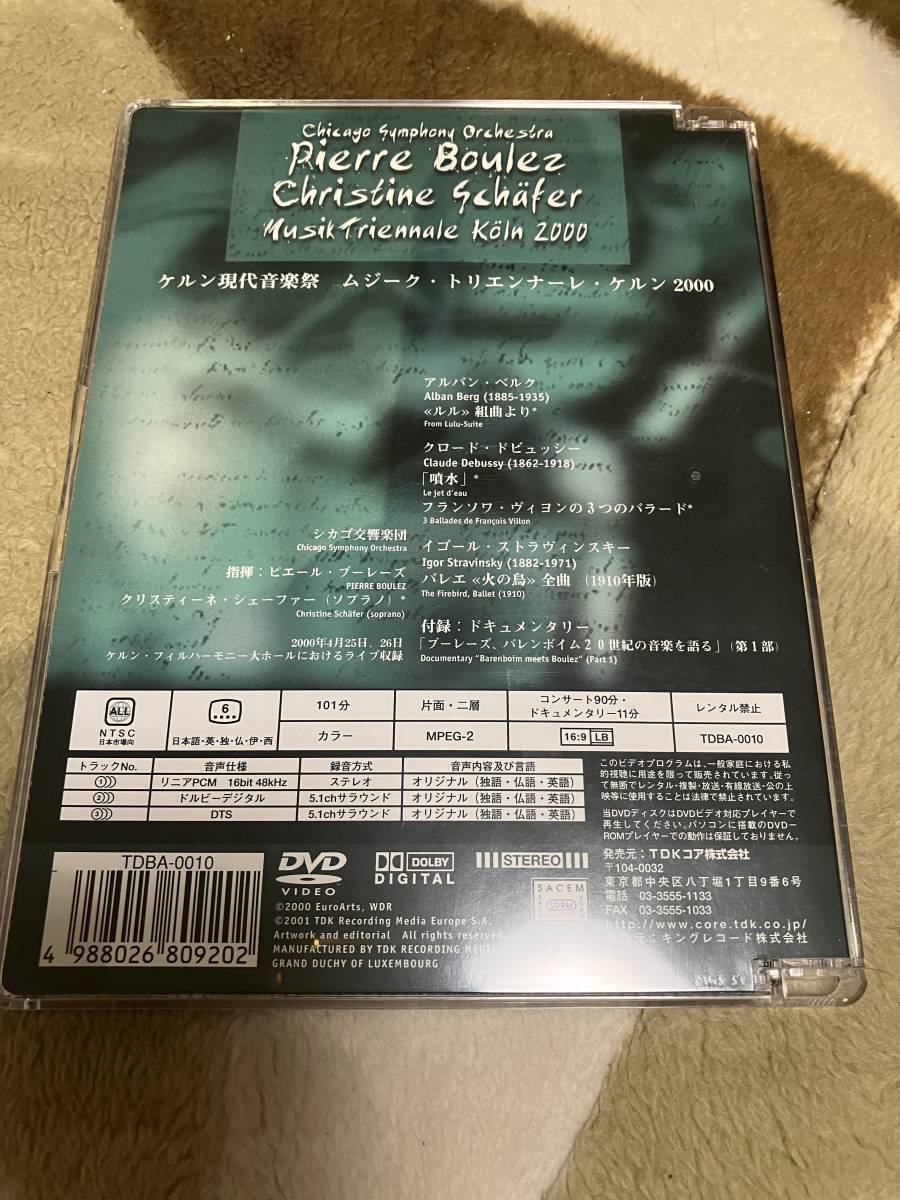 Chicago Symphony Orchestra
Pierre Boulez
Christine Schäfer
MusikTriennale Köln 2000
ケルン現代音楽祭　ムジーク・トリエンナーレ・ケルン 2000
アルバン・ベルク
Alban Berg (1885-1935)
≪ルル≫ 組曲より*
From Lulu-Suite
クロード・ドビュッシー
Claude Debussy (1862-1918)
「噴水」*
Le jet d'eau
フランソワ・ヴィヨンの3つのバラード*
3 Ballades de François Villon
イゴール・ストラヴィンスキー
Igor Stravinsky (1882-1971)
バレエ ≪火の鳥≫ 全曲 （1910年版）
The Firebird, Ballet (1910)
付録：ドキュメンタリー
「ブーレーズ、バレンボイム20世紀の音楽を語る」（第1部）
Documentary "Barenboim meets Boulez" (Part 1)
シカゴ交響楽団
Chicago Symphony Orchestra
指揮：ピエール・ブーレーズ
PIERRE BOULEZ
クリスティーネ・シェーファー（ソプラノ）*
Christine Schäfer (soprano)
2000年4月25日、26日
ケルン・フィルハーモニー大ホールにおけるライブ収録
ALL
NTSC
日本市場向
6
日本語・英・独・仏・伊・西
101分
カラー
片面・二層
MPEG-2
コンサート90分・
ドキュメンタリー11分
16:9 LB
レンタル禁止
TDBA-0010
トラックNo. 音声仕様 録音方式 音声内容及び言語
1 リニアPCM 16bit 48kHz ステレオ オリジナル（独語・仏語・英語）
2 ドルビーデジタル 5.1chサラウンド オリジナル（独語・仏語・英語）
3 DTS 5.1chサラウンド オリジナル（独語・仏語・英語）
このビデオプログラムは、一般家庭における私
的視聴に用途を限って販売されています。従っ
て無断でレンタル・複製・放送・有線放送・公の上
映等に使用することは法律で禁止されています。
当DVDディスクはDVDビデオ対応プレイヤーで
再生してください。パソコンに搭載のDVD-
ROMプレイヤーでの動作は保証しておりません。
TDBA-0010
4 988026 809202
DVD
VIDEO
DOLBY
DIGITAL
STEREO
SACEM
SDRM
©2000 EuroArts, WDR
©2001 TDK Recording Media Europe S.A.
Artwork and editorial All rights reserved
MANUFACTURED BY TDK RECORDING MEDIA
GRAND DUCHY OF LUXEMBOURG
発売元：TDKコア株式会社
〒104-0032
東京都中央区八丁堀1丁目9番6号
電話 03-3555-1133
FAX 03-3555-1033
http://www.core.tdk.co.jp/
元：キングレコード株式会社